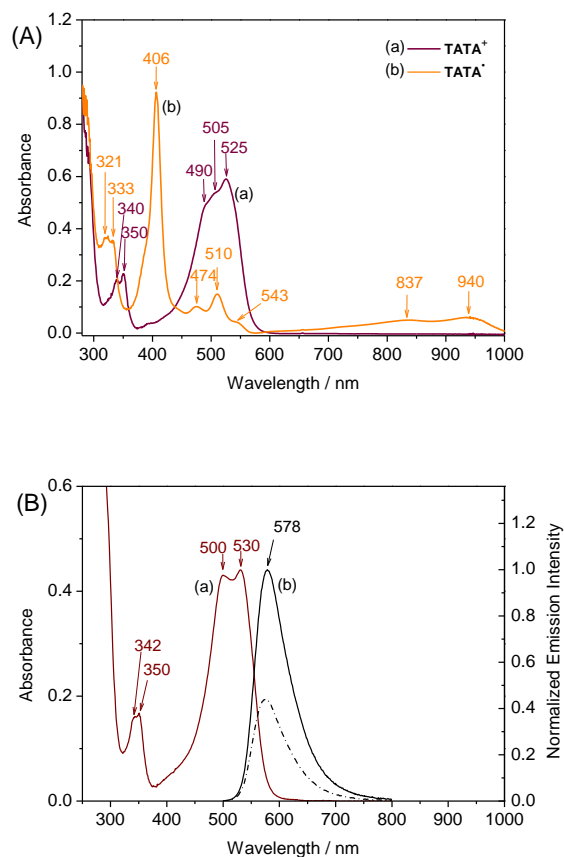 (A)
(a) TATA⁺
(b) TATA•
406
(b)
505
525
490
(a)
321
333
340
350
510
474
543
837
940
1.2
1.0
0.8
0.6
0.4
0.2
0.0
Absorbance
300 400 500 600 700 800 900 1000
Wavelength / nm
(B)
578
500 530
(a)
(b)
342
350
0.6
0.4
0.2
0.0
Absorbance
1.2
1.0
0.8
0.6
0.4
0.2
0.0
Normalized Emission Intensity
300 400 500 600 700 800 900 1000
Wavelength / nm